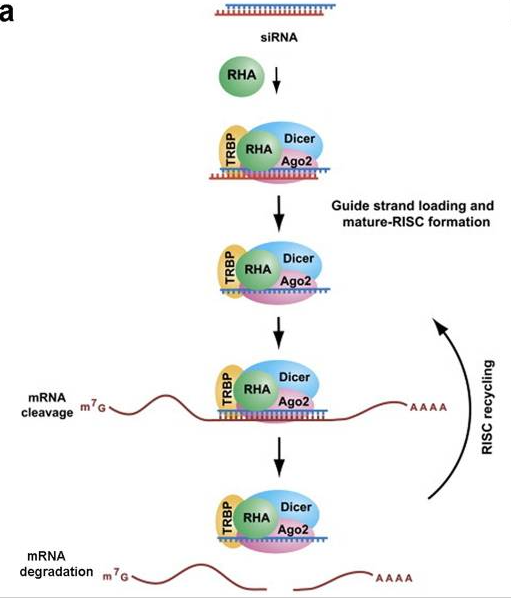 a
siRNA
RHA
TRBP
RHA
Dicer
Ago2
Guide strand loading and
mature-RISC formation
TRBP
RHA
Dicer
Ago2
mRNA
cleavage
m7G
TRBP
RHA
Dicer
Ago2
AAAA
RISC recycling
TRBP
RHA
Dicer
Ago2
mRNA
degradation
m7G
AAAA